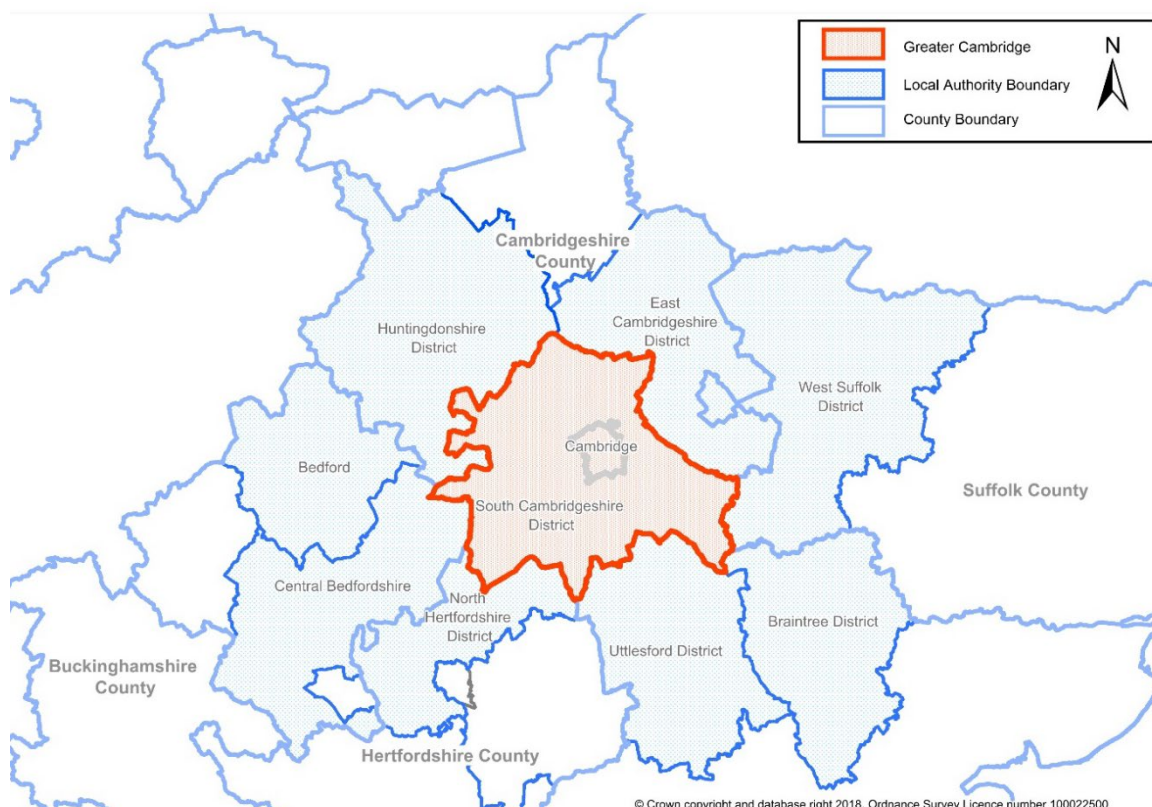 Greater Cambridge
Local Authority Boundary
County Boundary
N
Cambridgeshire
County
Huntingdonshire
District
East
Cambridgeshire
District
West Suffolk
District
Cambridge
Bedford
South Cambridgeshire
District
Suffolk County
Central Bedfordshire
North
Hertfordshire
District
Uttlesford District
Braintree District
Buckinghamshire
County
Hertfordshire County
© Crown copyright and database right 2018. Ordnance Survey Licence number 100022500